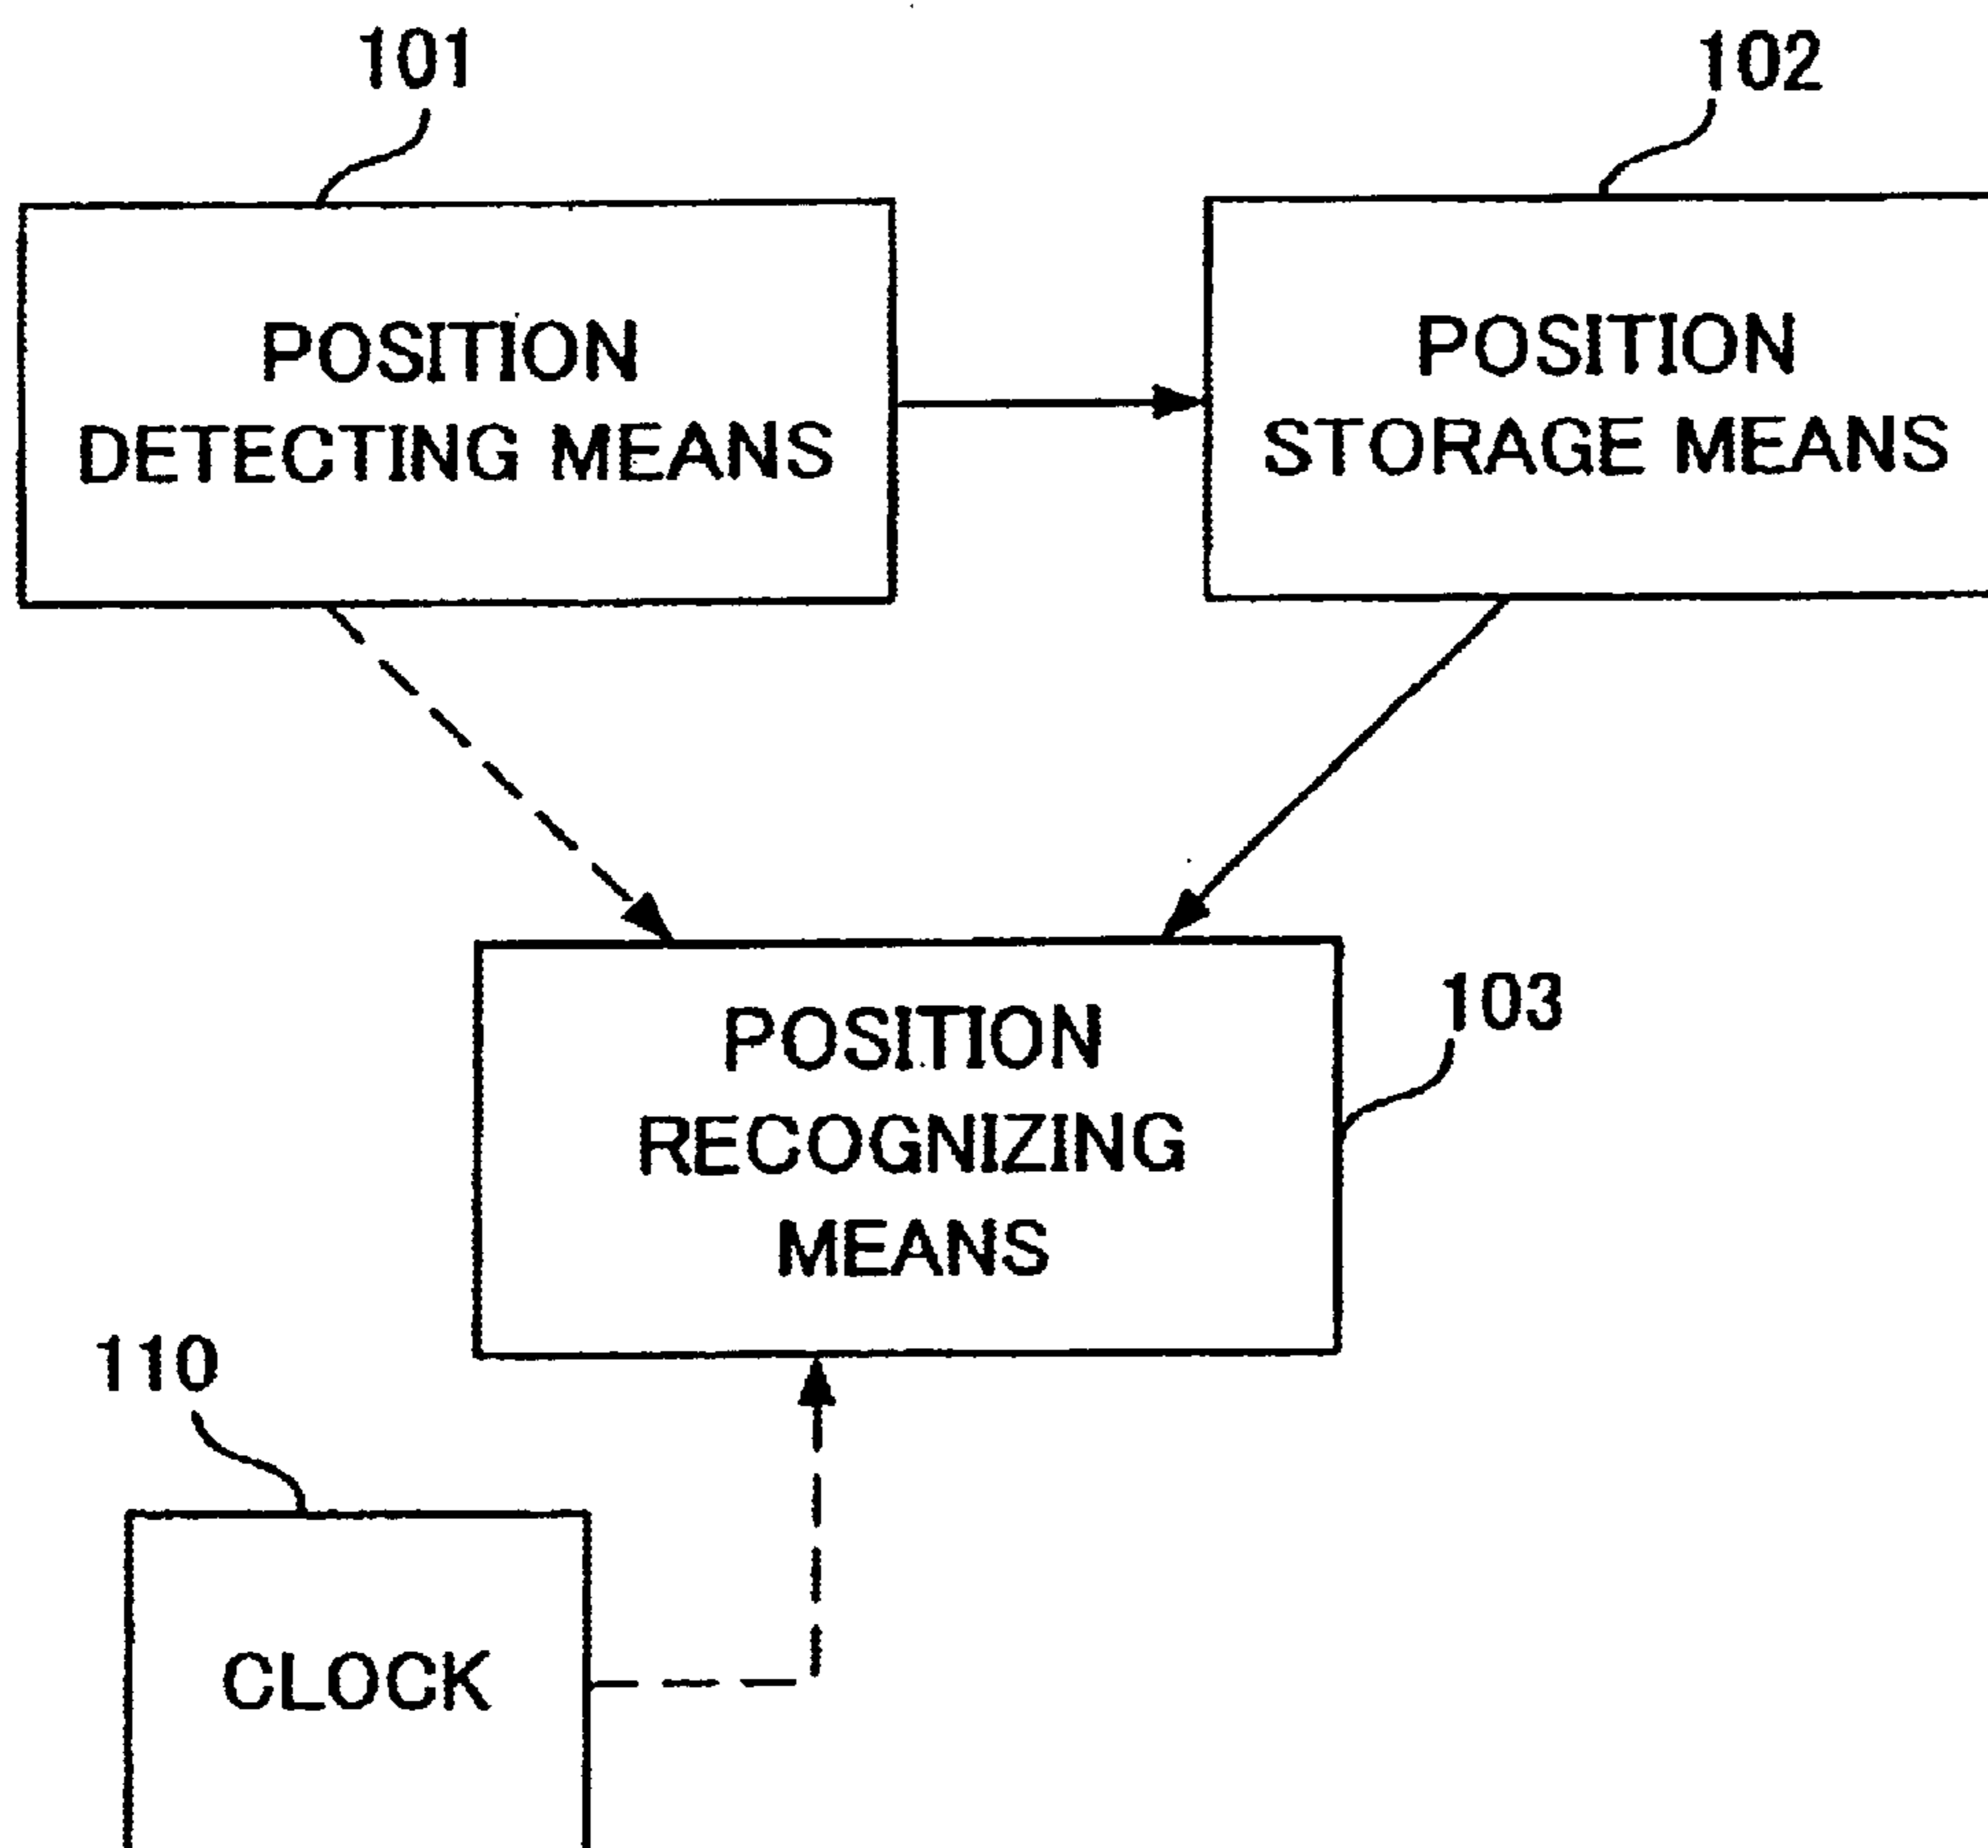 101
102
POSITION
DETECTING MEANS
POSITION
STORAGE MEANS
POSITION
RECOGNIZING
MEANS
103
110
CLOCK